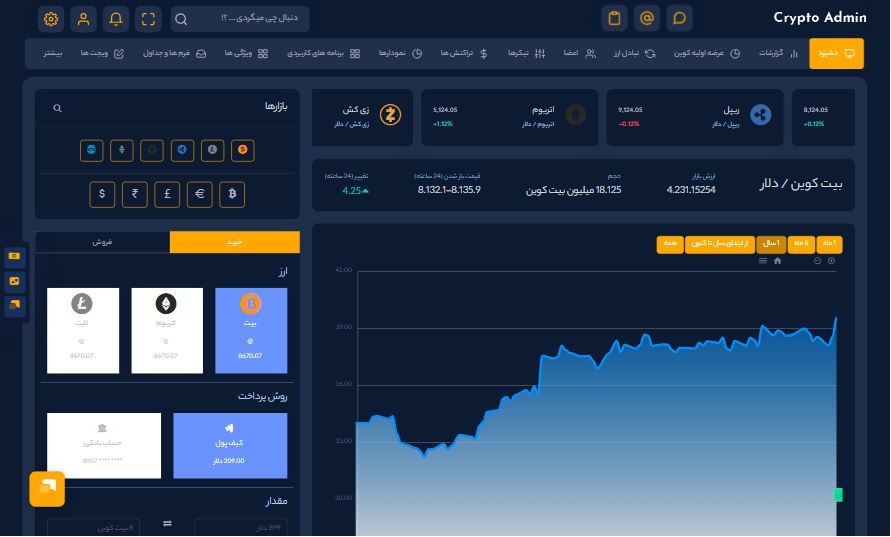 Crypto Admin
دنبال چی میگردی ... ؟!
داشبرد
گزارشات
عرضه اولیه کوین
تبادل ارز
اعضا
تیکرها
تراکنش ها
نمودارها
برنامه های کاربردی
ویژگی ها
فرم ها و جداول
ویجت ها
بیشتر
8,124.05
+0.12%
ریپل
ریپل / دلار
9,124.05
-0.12%
اتریوم
اتریوم / دلار
5,124.05
+1.12%
زی کش
زی کش / دلار
بازارها
بیت کوین / دلار
ارزش بازار
4.231.15254
حجم
18.125 میلیون بیت کوین
قیمت باز شدن (24 ساعته)
8.132.1–8.135.9
تغییر (24 ساعته)
4.25
1 ماه
6 ماه
1 سال
از ابتدای سال تا کنون
همه
42.00
39.00
36.00
33.00
30.00
خرید
فروش
ارز
بیت
@
8670.07
اتریوم
@
8670.07
لایت
@
8670.07
روش پرداخت
کیف پول
209.00 دلار
حساب بانکی
8907 **** ****
مقدار
899 دلار
8 بیت کوین